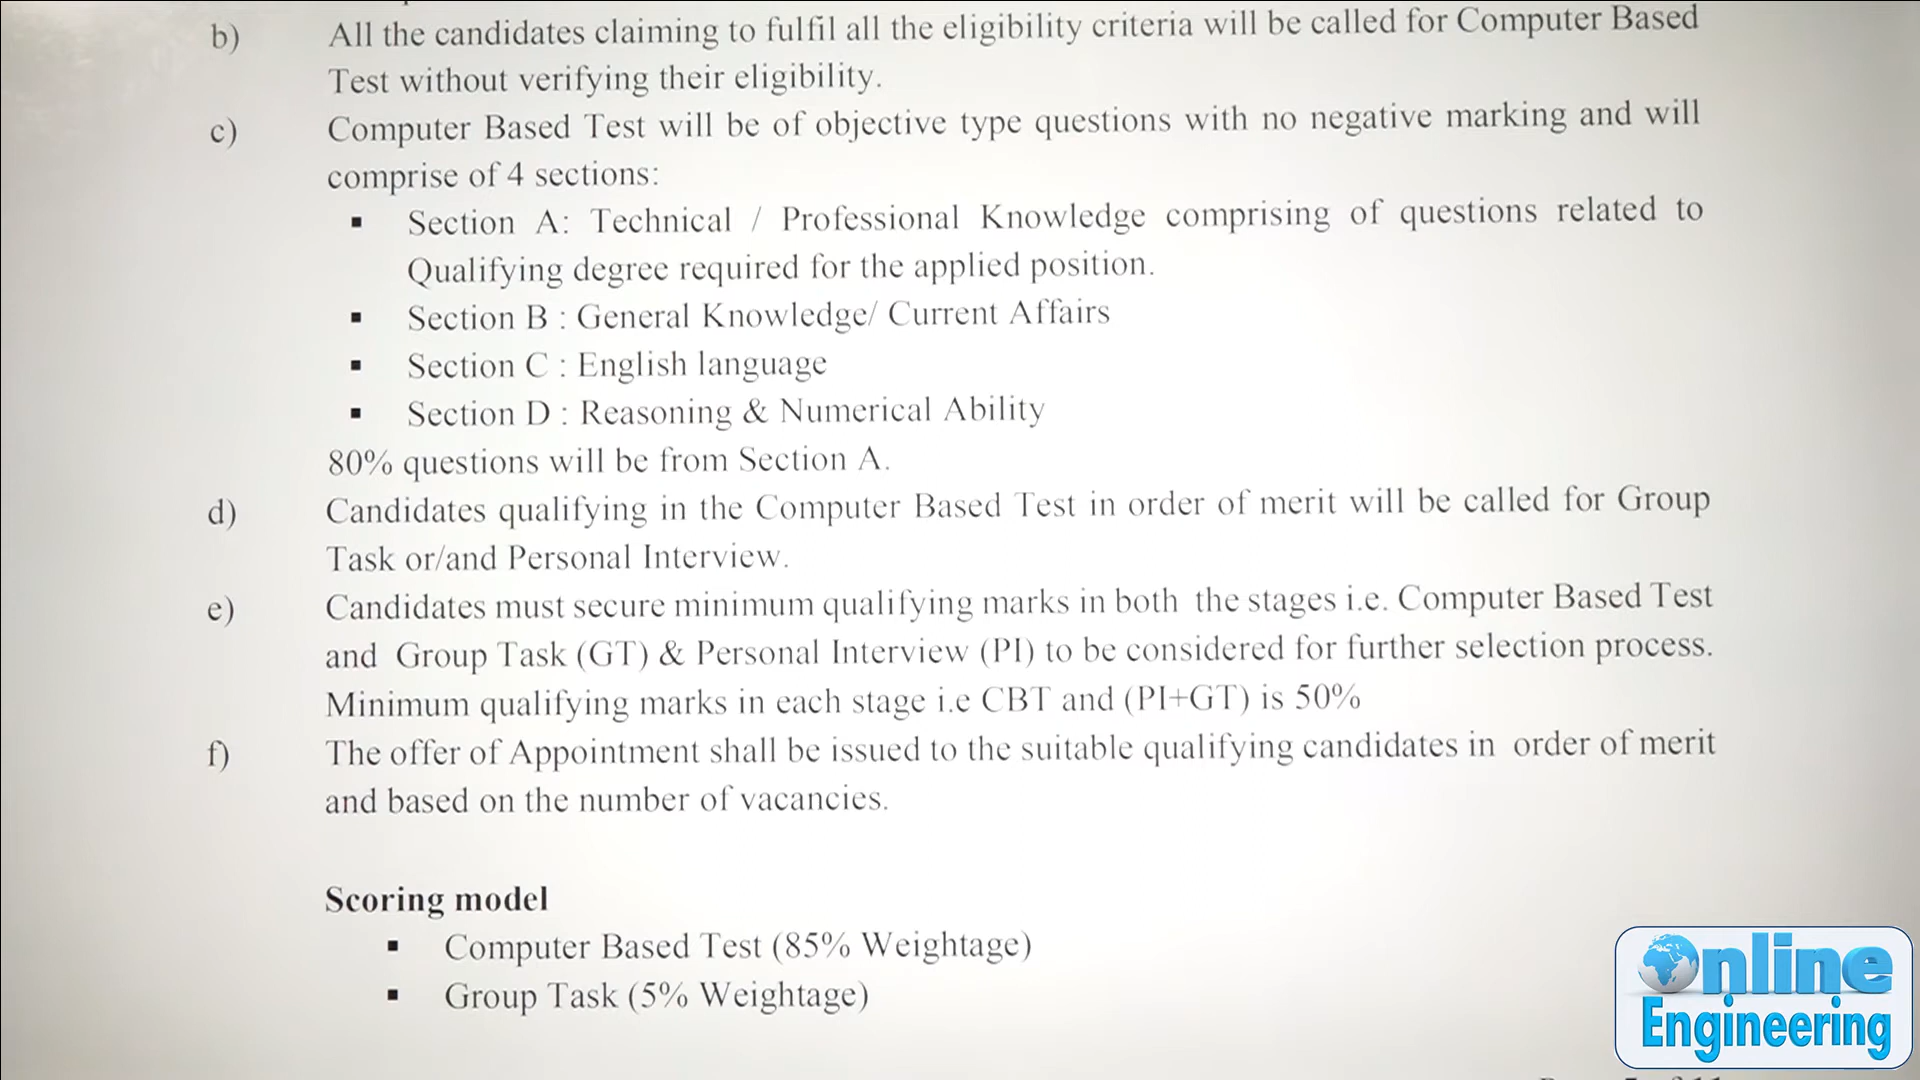 b) All the candidates claiming to fulfil all the eligibility criteria will be called for Computer Based
Test without verifying their eligibility.
c) Computer Based Test will be of objective type questions with no negative marking and will
comprise of 4 sections:
▪ Section A: Technical / Professional Knowledge comprising of questions related to
Qualifying degree required for the applied position.
▪ Section B : General Knowledge/ Current Affairs
▪ Section C : English language
▪ Section D : Reasoning & Numerical Ability
80% questions will be from Section A.
d) Candidates qualifying in the Computer Based Test in order of merit will be called for Group
Task or/and Personal Interview.
e) Candidates must secure minimum qualifying marks in both the stages i.e. Computer Based Test
and Group Task (GT) & Personal Interview (PI) to be considered for further selection process.
Minimum qualifying marks in each stage i.e CBT and (PI+GT) is 50%
f) The offer of Appointment shall be issued to the suitable qualifying candidates in order of merit
and based on the number of vacancies.
Scoring model
▪ Computer Based Test (85% Weightage)
▪ Group Task (5% Weightage)
Online
Engineering